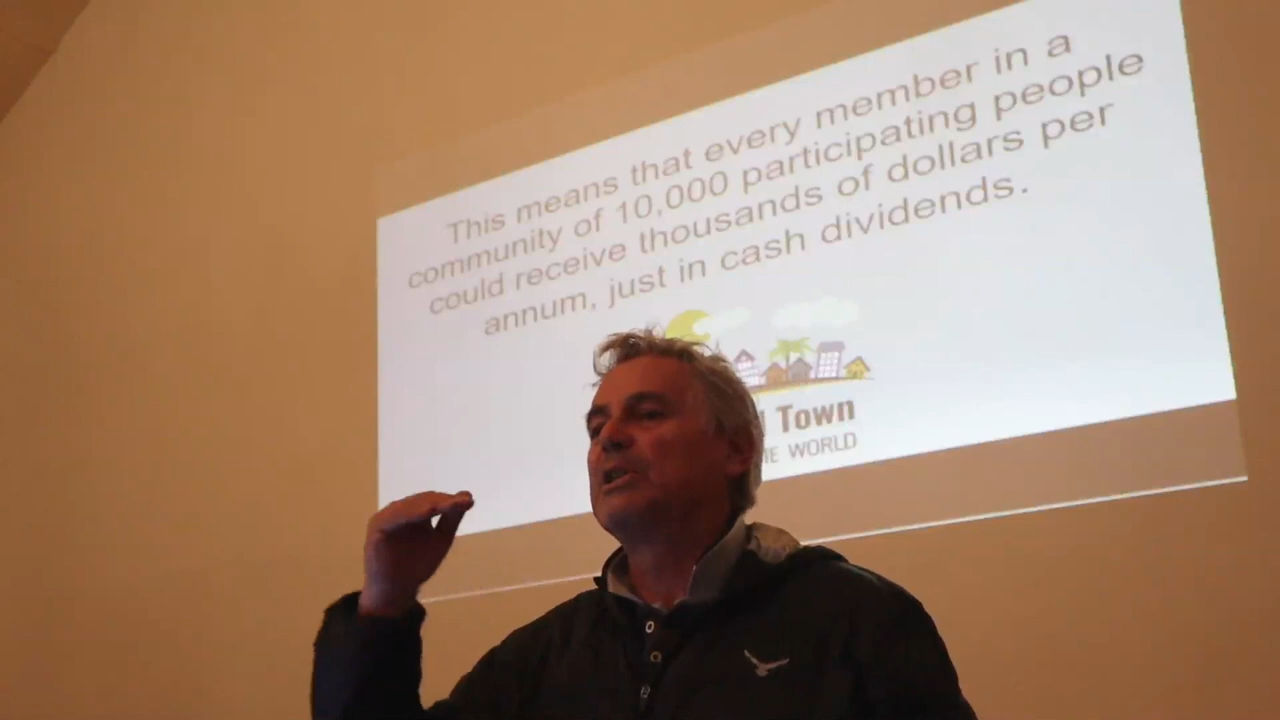 This means that every member in a
community of 10,000 participating people
could receive thousands of dollars per
annum, just in cash dividends.
Town
WORLD